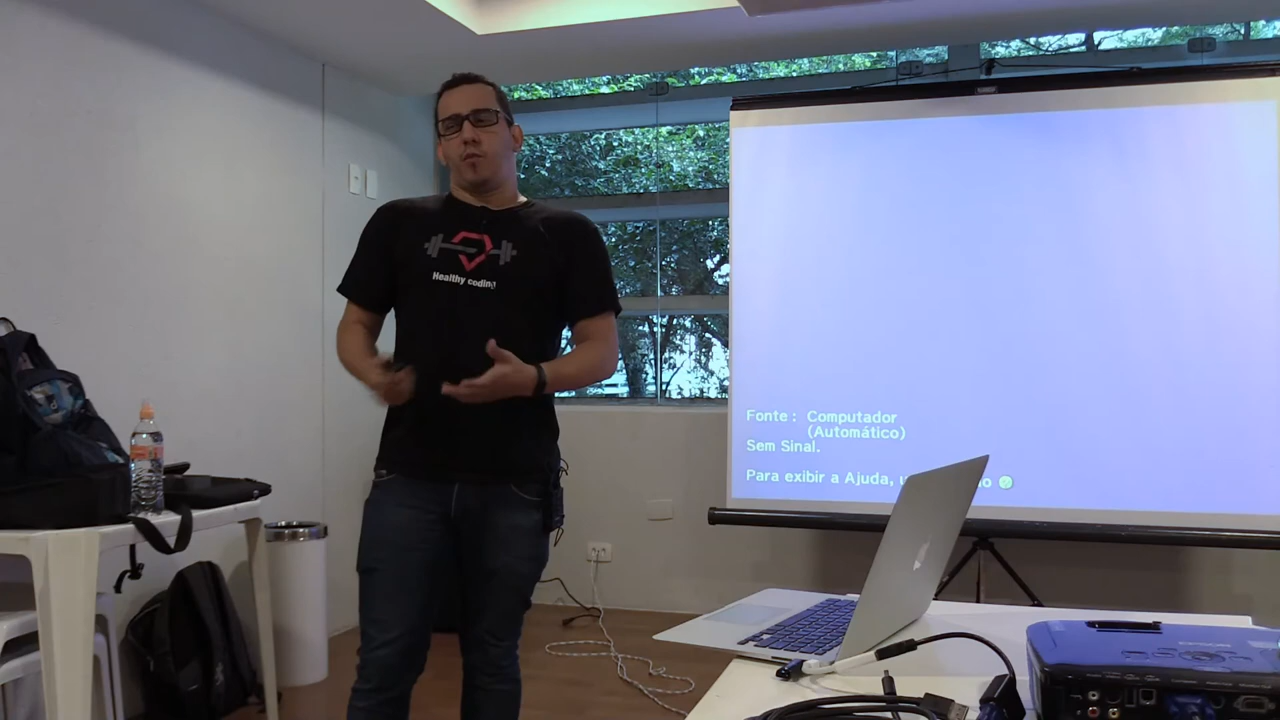 Healthy coding
Fonte : Computador
(Automático)
Sem Sinal.
Para exibir a Ajuda,